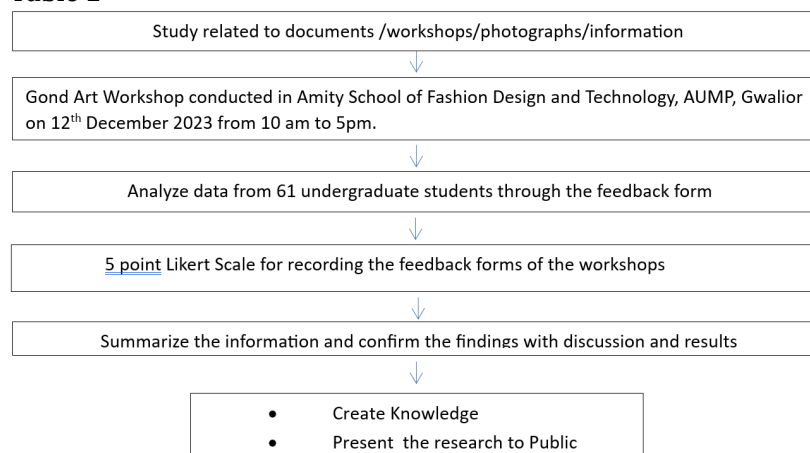 Study related to documents /workshops/photographs/information
Gond Art Workshop conducted in Amity School of Fashion Design and Technology, AUMP, Gwalior
on 12th December 2023 from 10 am to 5pm.
Analyze data from 61 undergraduate students through the feedback form
5 point Likert Scale for recording the feedback forms of the workshops
Summarize the information and confirm the findings with discussion and results
• Create Knowledge
• Present the research to Public